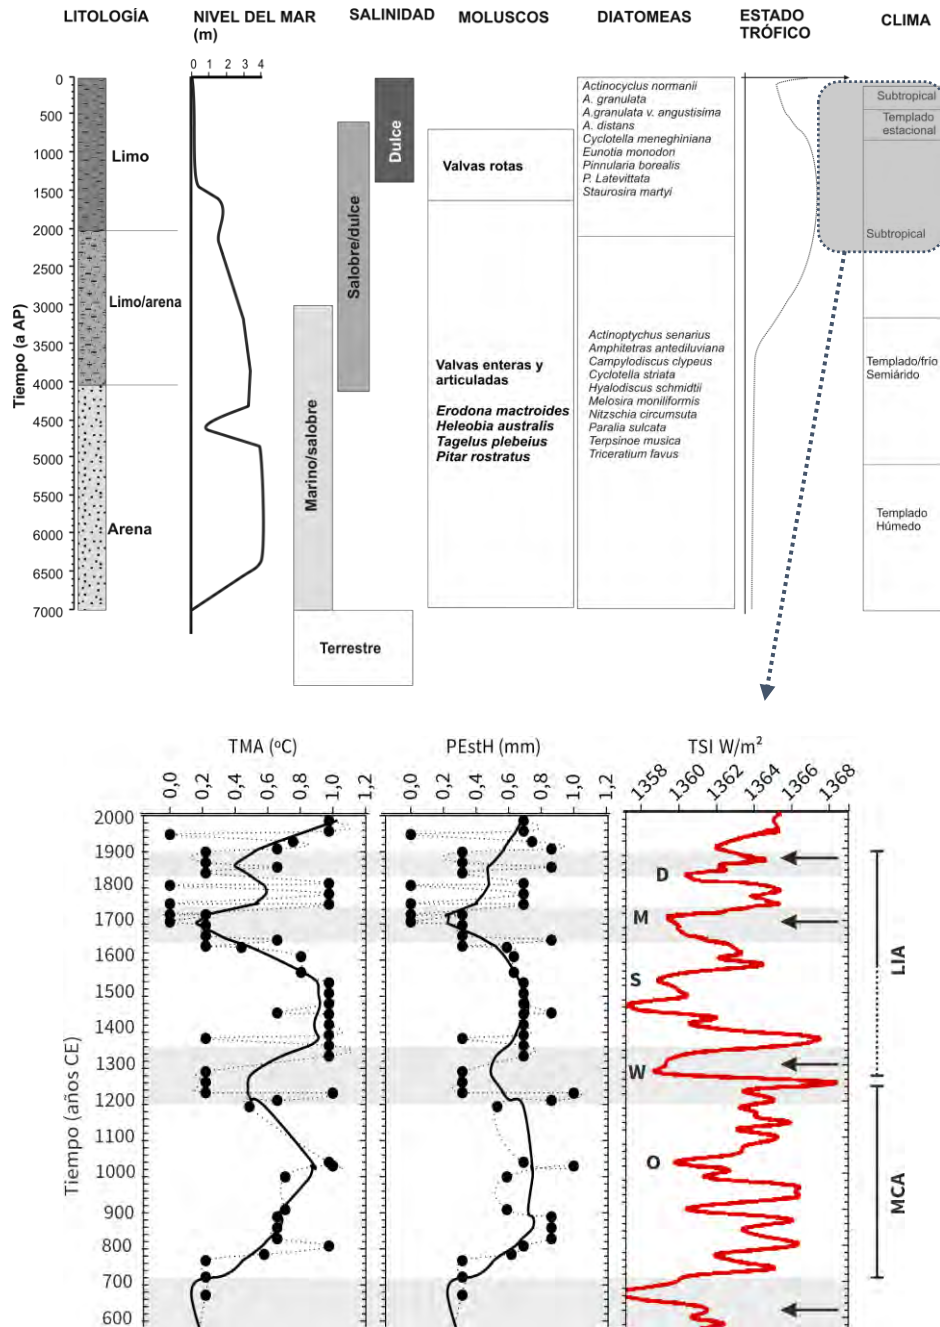 LITOLOGÍA
NIVEL DEL MAR
(m)
SALINIDAD
MOLUSCOS
DIATOMEAS
ESTADO
TRÓFICO
CLIMA
0 1 2 3 4
Tiempo (a AP)
0
500
1000
1500
2000
2500
3000
3500
4000
4500
5000
5500
6000
6500
7000
Limo
Limo/arena
Arena
Marino/salobre
Salobre/dulce
Dulce
Terrestre
Valvas rotas
Valvas enteras y
articuladas
Erodona mactroides
Heleobia australis
Tagelus plebeius
Pitar rostratus
Actinocyclus normanii
A. granulata
A.granulata v. angustisima
A. distans
Cyclotella meneghiniana
Eunotia monodon
Pinnularia borealis
P. Latevittata
Staurosira martyi
Actinoptychus senarius
Amphitetras antediluviana
Campylodiscus clypeus
Cyclotella striata
Hyalodiscus schmidtii
Melosira moniliformis
Nitzschia circumsuta
Paralia sulcata
Terpsinoe musica
Triceratium favus
Subtropical
Templado
estacional
Subtropical
Templado/frío
Semiárido
Templado
Húmedo
TMA (ºC)
PEstH (mm)
TSI W/m²
0,0 0,2 0,4 0,6 0,8 1,0 1,2
0,0 0,2 0,4 0,6 0,8 1,0 1,2
1358 1360 1362 1364 1366 1368
Tiempo (años CE)
2000
1900
1800
1700
1600
1500
1400
1300
1200
1100
1000
900
800
700
600
D
M
S
W
O
LIA
MCA